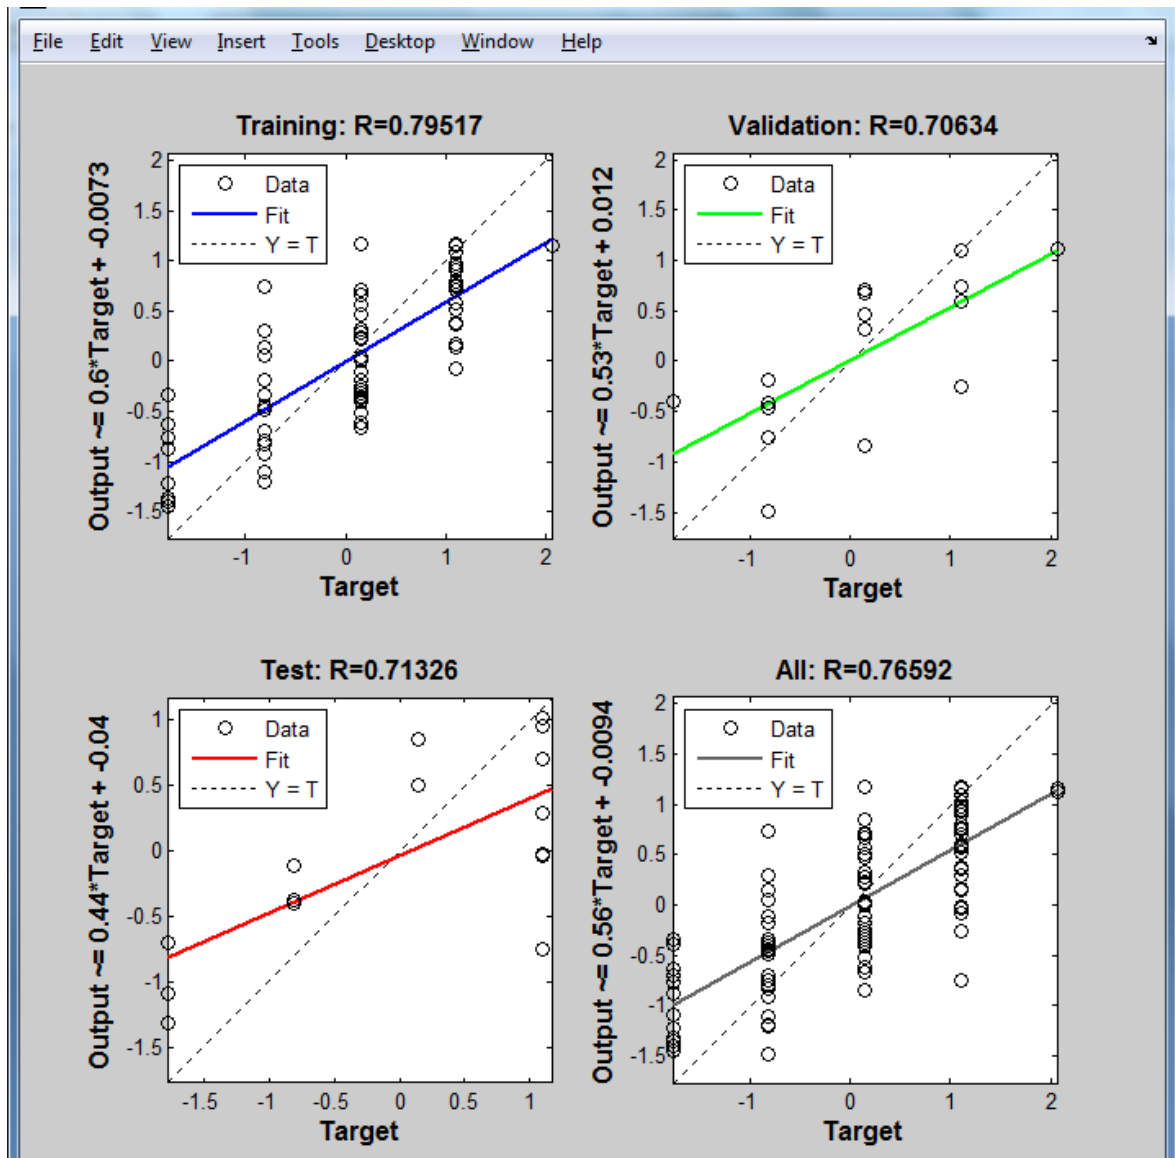 File Edit View Insert Tools Desktop Window Help
Training: R=0.79517
Output ~= 0.6*Target + -0.0073
2
1.5
1
0.5
0
-0.5
-1
-1.5
Data
Fit
Y = T
-1 0 1 2
Target
Validation: R=0.70634
Output ~= 0.53*Target + 0.012
2
1.5
1
0.5
0
-0.5
-1
-1.5
Data
Fit
Y = T
-1 0 1 2
Target
Test: R=0.71326
Output ~= 0.44*Target + -0.04
1
0.5
0
-0.5
-1
-1.5
Data
Fit
Y = T
-1.5 -1 -0.5 0 0.5 1
Target
All: R=0.76592
Output ~= 0.56*Target + -0.0094
2
1.5
1
0.5
0
-0.5
-1
-1.5
Data
Fit
Y = T
-1 0 1 2
Target